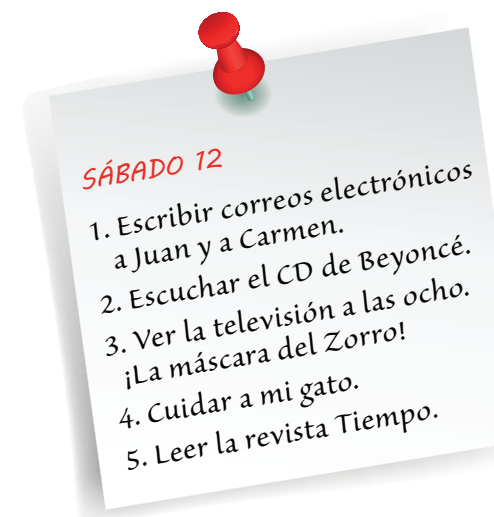 SÁBADO 12
1. Escribir correos electrónicos
a Juan y a Carmen.
2. Escuchar el CD de Beyoncé.
3. Ver la televisión a las ocho.
¡La máscara del Zorro!
4. Cuidar a mi gato.
5. Leer la revista Tiempo.